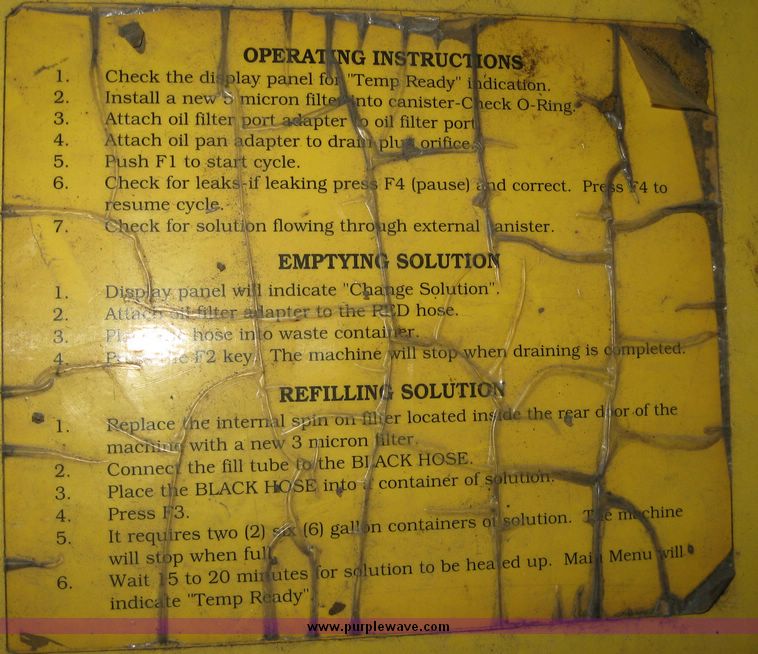 OPERATING INSTRUCTIONS
1. Check the display panel for "Temp Ready" indication.
2. Install a new 5 micron filter into canister-Check O-Ring.
3. Attach oil filter port adapter to oil filter port
4. Attach oil pan adapter to drain plug orifice.
5. Push F1 to start cycle.
6. Check for leaks-if leaking press F4 (pause) and correct. Press F4 to
resume cycle.
7. Check for solution flowing through external canister.
EMPTYING SOLUTION
1. Display panel will indicate "Change Solution".
2. Attach oil filter adapter to the RED hose.
3. Place hose into waste container.
4. Press the F2 key. The machine will stop when draining is completed.
REFILLING SOLUTION
1. Replace the internal spin on filter located inside the rear door of the
machine with a new 3 micron filter.
2. Connect the fill tube to the BLACK HOSE.
3. Place the BLACK HOSE into a container of solution.
4. Press F3.
5. It requires two (2) six (6) gallon containers of solution. The machine
will stop when full.
6. Wait 15 to 20 minutes for solution to be heated up. Main Menu will
indicate "Temp Ready"
www.purplewave.com